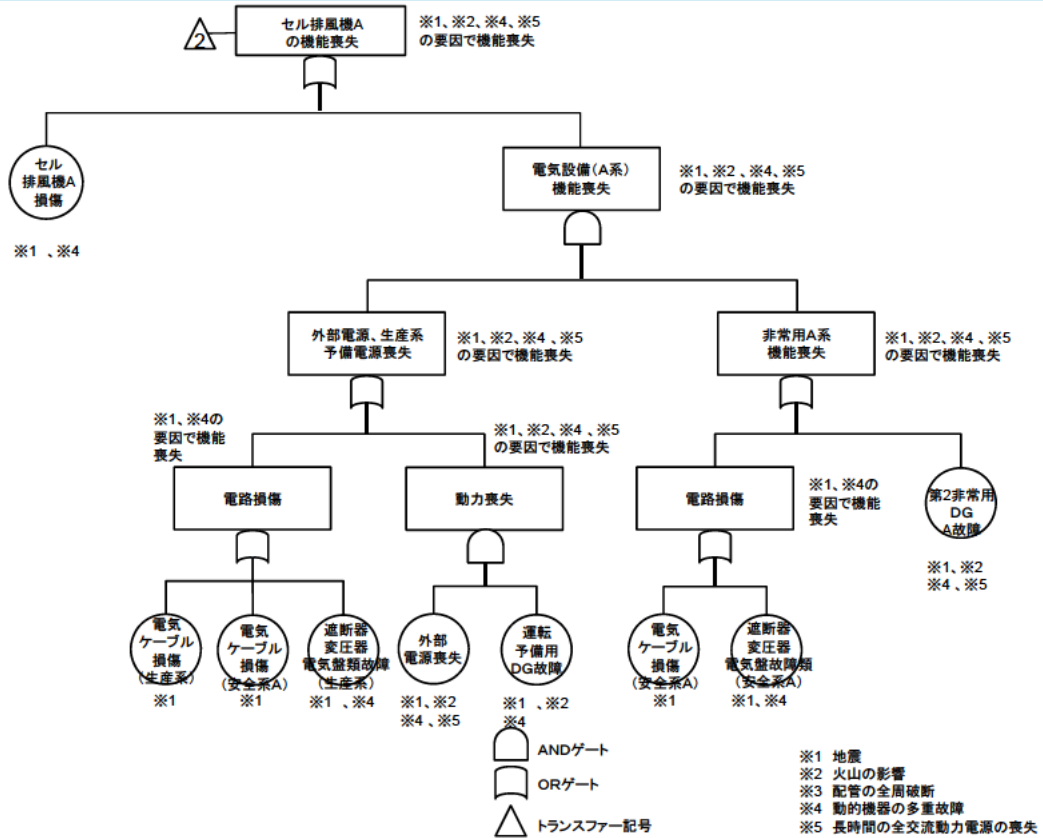 2
セル排風機A
の機能喪失
※1、※2、※4、※5
の要因で機能喪失
セル
排風機A
損傷
※1 、※4
電気設備(A系)
機能喪失
※1、※2 、※4、※5
の要因で機能喪失
外部電源、生産系
予備電源喪失
※1、※2、※4 、※5
の要因で機能喪失
非常用A系
機能喪失
※1、※2、※4 、※5
の要因で機能喪失
※1、※4の
要因で機能
喪失
電路損傷
※1、※2、※4 、※5
の要因で機能喪失
動力喪失
電路損傷
※1、※4の
要因で機能
喪失
第2非常用
DG
A故障
※1、※2
※4、※5
電気
ケーブル
損傷
(生産系)
※1
電気
ケーブル
損傷
(安全系A)
※1
遮断器
変圧器
電気盤類故障
(生産系)
※1 、※4
外部
電源喪失
※1、※2
※4 、※5
運転
予備用
DG故障
※1 、※2
※4
電気
ケーブル
損傷
(安全系A)
※1
遮断器
変圧器
電気盤故障類
(安全系A)
※1、※4
ANDゲート
ORゲート
トランスファー記号
※1 地震
※2 火山の影響
※3 配管の全周破断
※4 動的機器の多重故障
※5 長時間の全交流動力電源の喪失